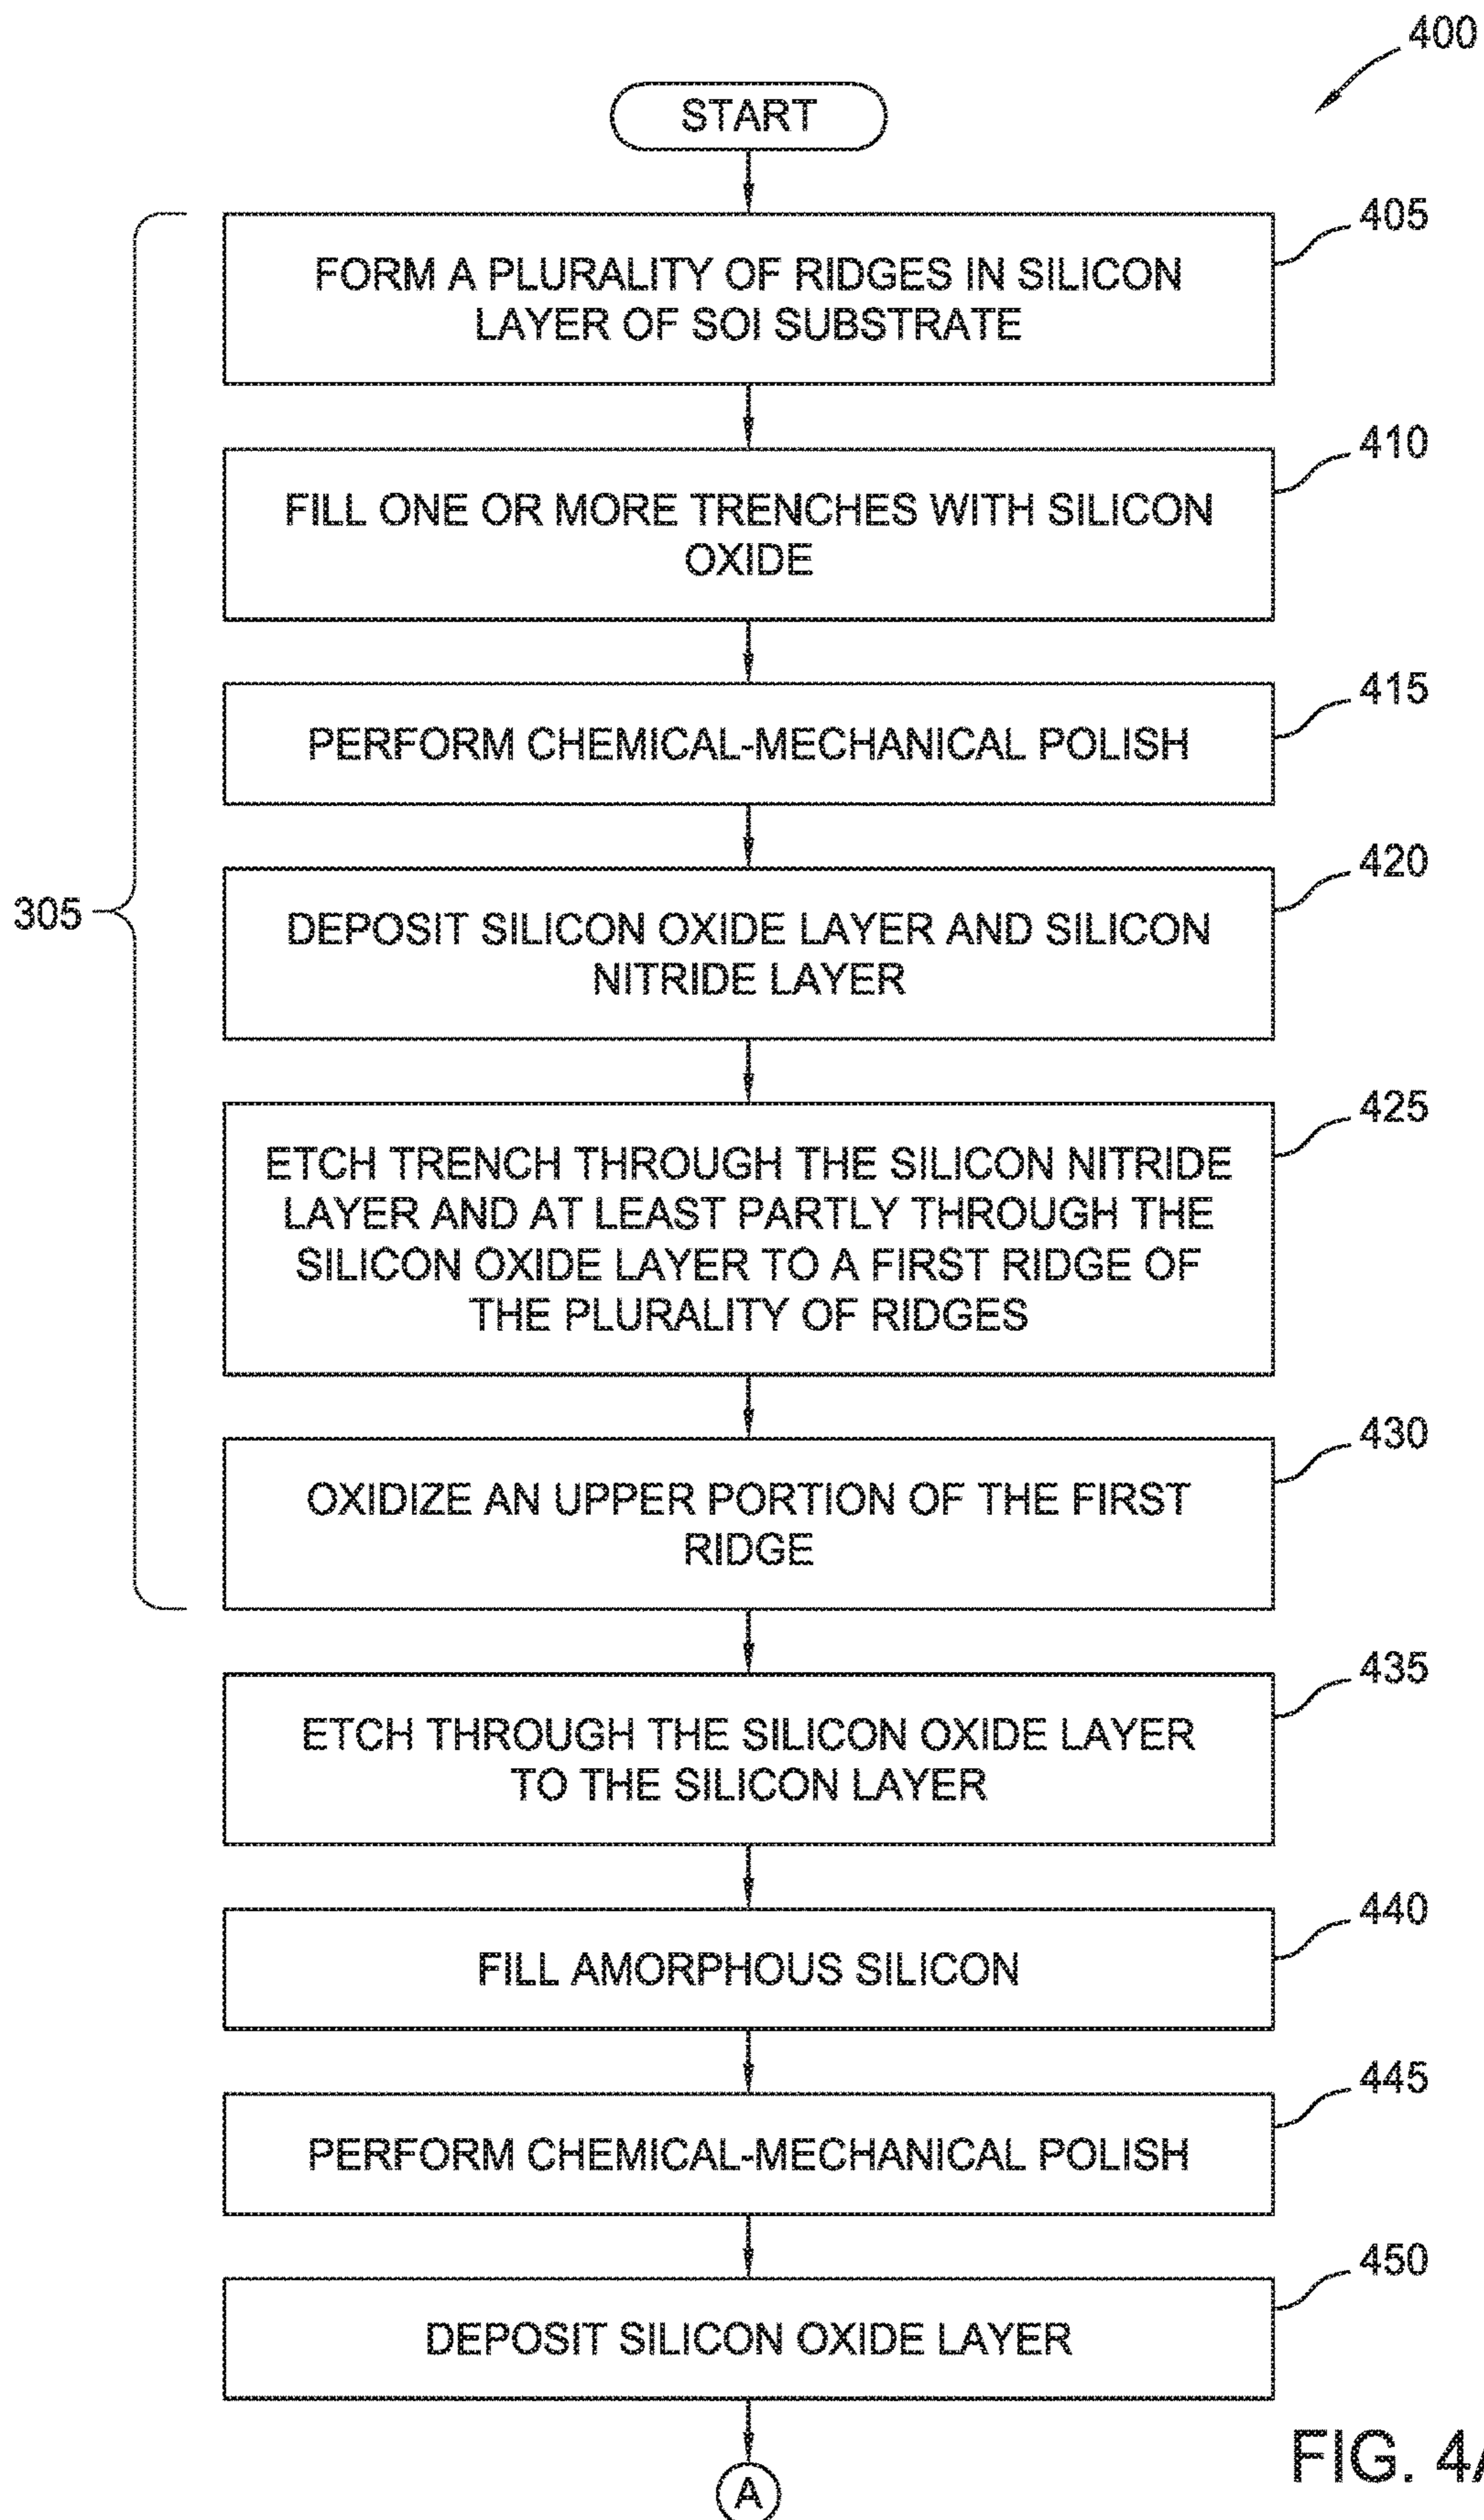 400
START
405
FORM A PLURALITY OF RIDGES IN SILICON
LAYER OF SOI SUBSTRATE
410
FILL ONE OR MORE TRENCHES WITH SILICON
OXIDE
415
PERFORM CHEMICAL-MECHANICAL POLISH
420
305
DEPOSIT SILICON OXIDE LAYER AND SILICON
NITRIDE LAYER
425
ETCH TRENCH THROUGH THE SILICON NITRIDE
LAYER AND AT LEAST PARTLY THROUGH THE
SILICON OXIDE LAYER TO A FIRST RIDGE OF
THE PLURALITY OF RIDGES
430
OXIDIZE AN UPPER PORTION OF THE FIRST
RIDGE
435
ETCH THROUGH THE SILICON OXIDE LAYER
TO THE SILICON LAYER
440
FILL AMORPHOUS SILICON
445
PERFORM CHEMICAL-MECHANICAL POLISH
450
DEPOSIT SILICON OXIDE LAYER
FIG. 4A
A